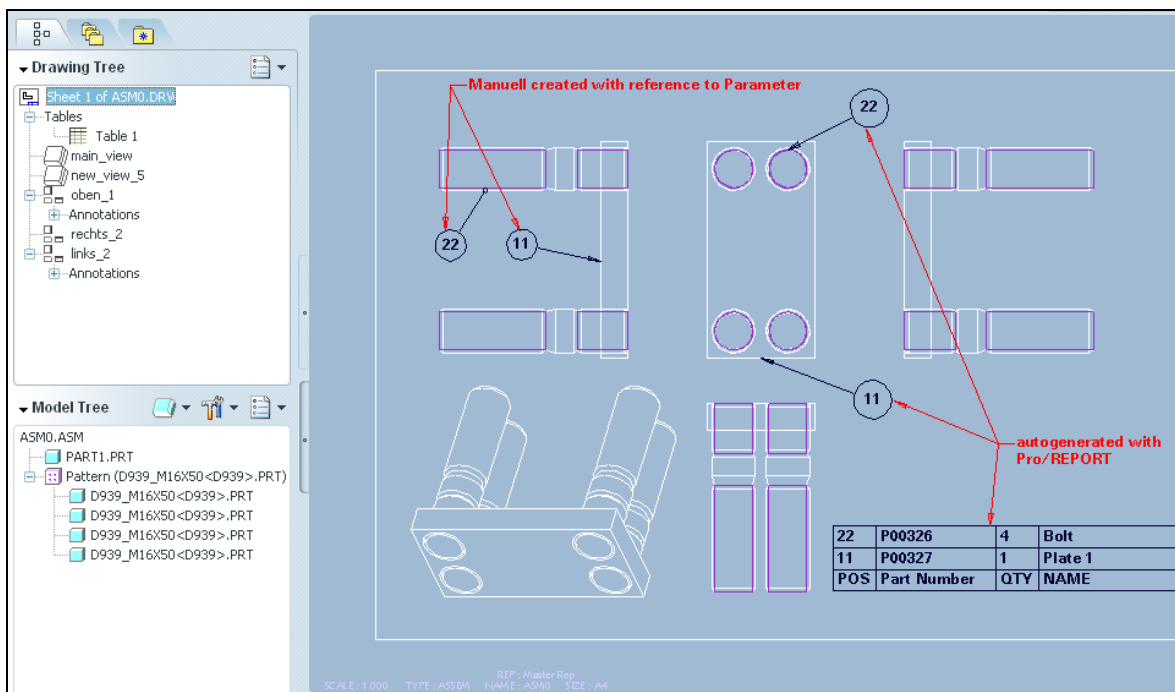 Drawing Tree
Sheet 1 of ASM0.DRW
Tables
Table 1
main_view
new_view_5
oben_1
Annotations
rechts_2
links_2
Annotations
Model Tree
ASM0.ASM
PART1.PRT
Pattern (D939_M16X50<D939>.PRT)
D939_M16X50<D939>.PRT
D939_M16X50<D939>.PRT
D939_M16X50<D939>.PRT
D939_M16X50<D939>.PRT
Manuell created with reference to Parameter
22
22
11
11
autogenerated with
Pro/REPORT
22 P00326 4 Bolt
11 P00327 1 Plate 1
POS Part Number QTY NAME
REP : Master Rep
SCALE : 1.000 TYPE : ASSEM NAME : ASM0 SIZE : A4